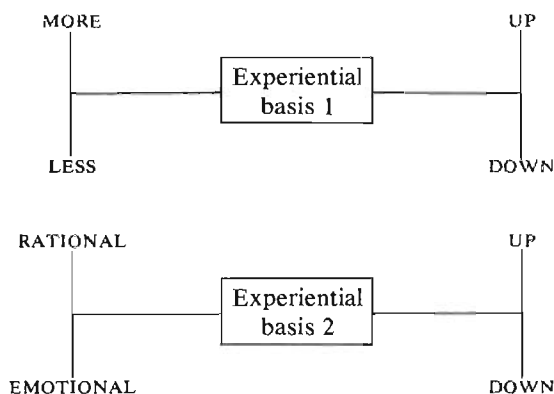 MORE UP
Experiential
basis 1
LESS DOWN
RATIONAL UP
Experiential
basis 2
EMOTIONAL DOWN